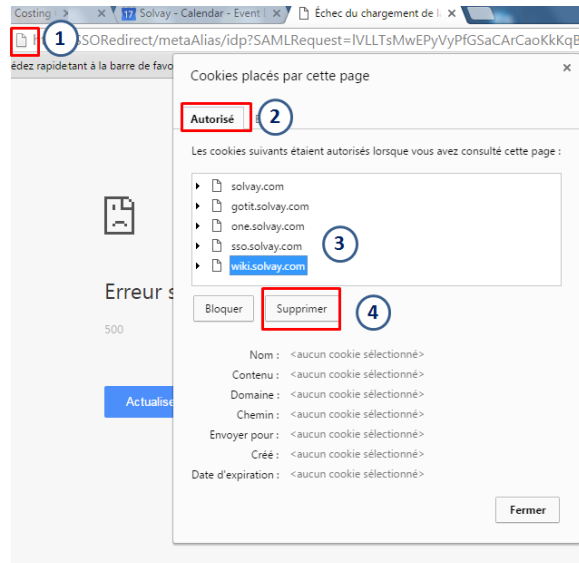 Costing
Solvay - Calendar - Event
Échec du chargement de l
1
SSORedirect/metaAlias/idp?SAMLRequest=lVLLTsMwEPyVyPfGSaCArCaoKkKqB
édez rapidetant à la barre de favo
Cookies placés par cette page
Autorisé
2
Les cookies suivants étaient autorisés lorsque vous avez consulté cette page :
solvay.com
gotit.solvay.com
one.solvay.com
sso.solvay.com
wiki.solvay.com
3
Bloquer
Supprimer
4
Erreur s
500
Actualise
Nom : <aucun cookie sélectionné>
Contenu : <aucun cookie sélectionné>
Domaine : <aucun cookie sélectionné>
Chemin : <aucun cookie sélectionné>
Envoyer pour : <aucun cookie sélectionné>
Créé : <aucun cookie sélectionné>
Date d'expiration : <aucun cookie sélectionné>
Fermer